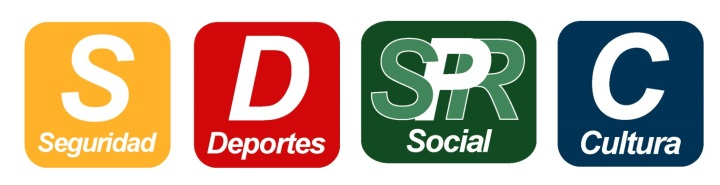 S
Seguridad
D
Deportes
SPR
Social
C
Cultura